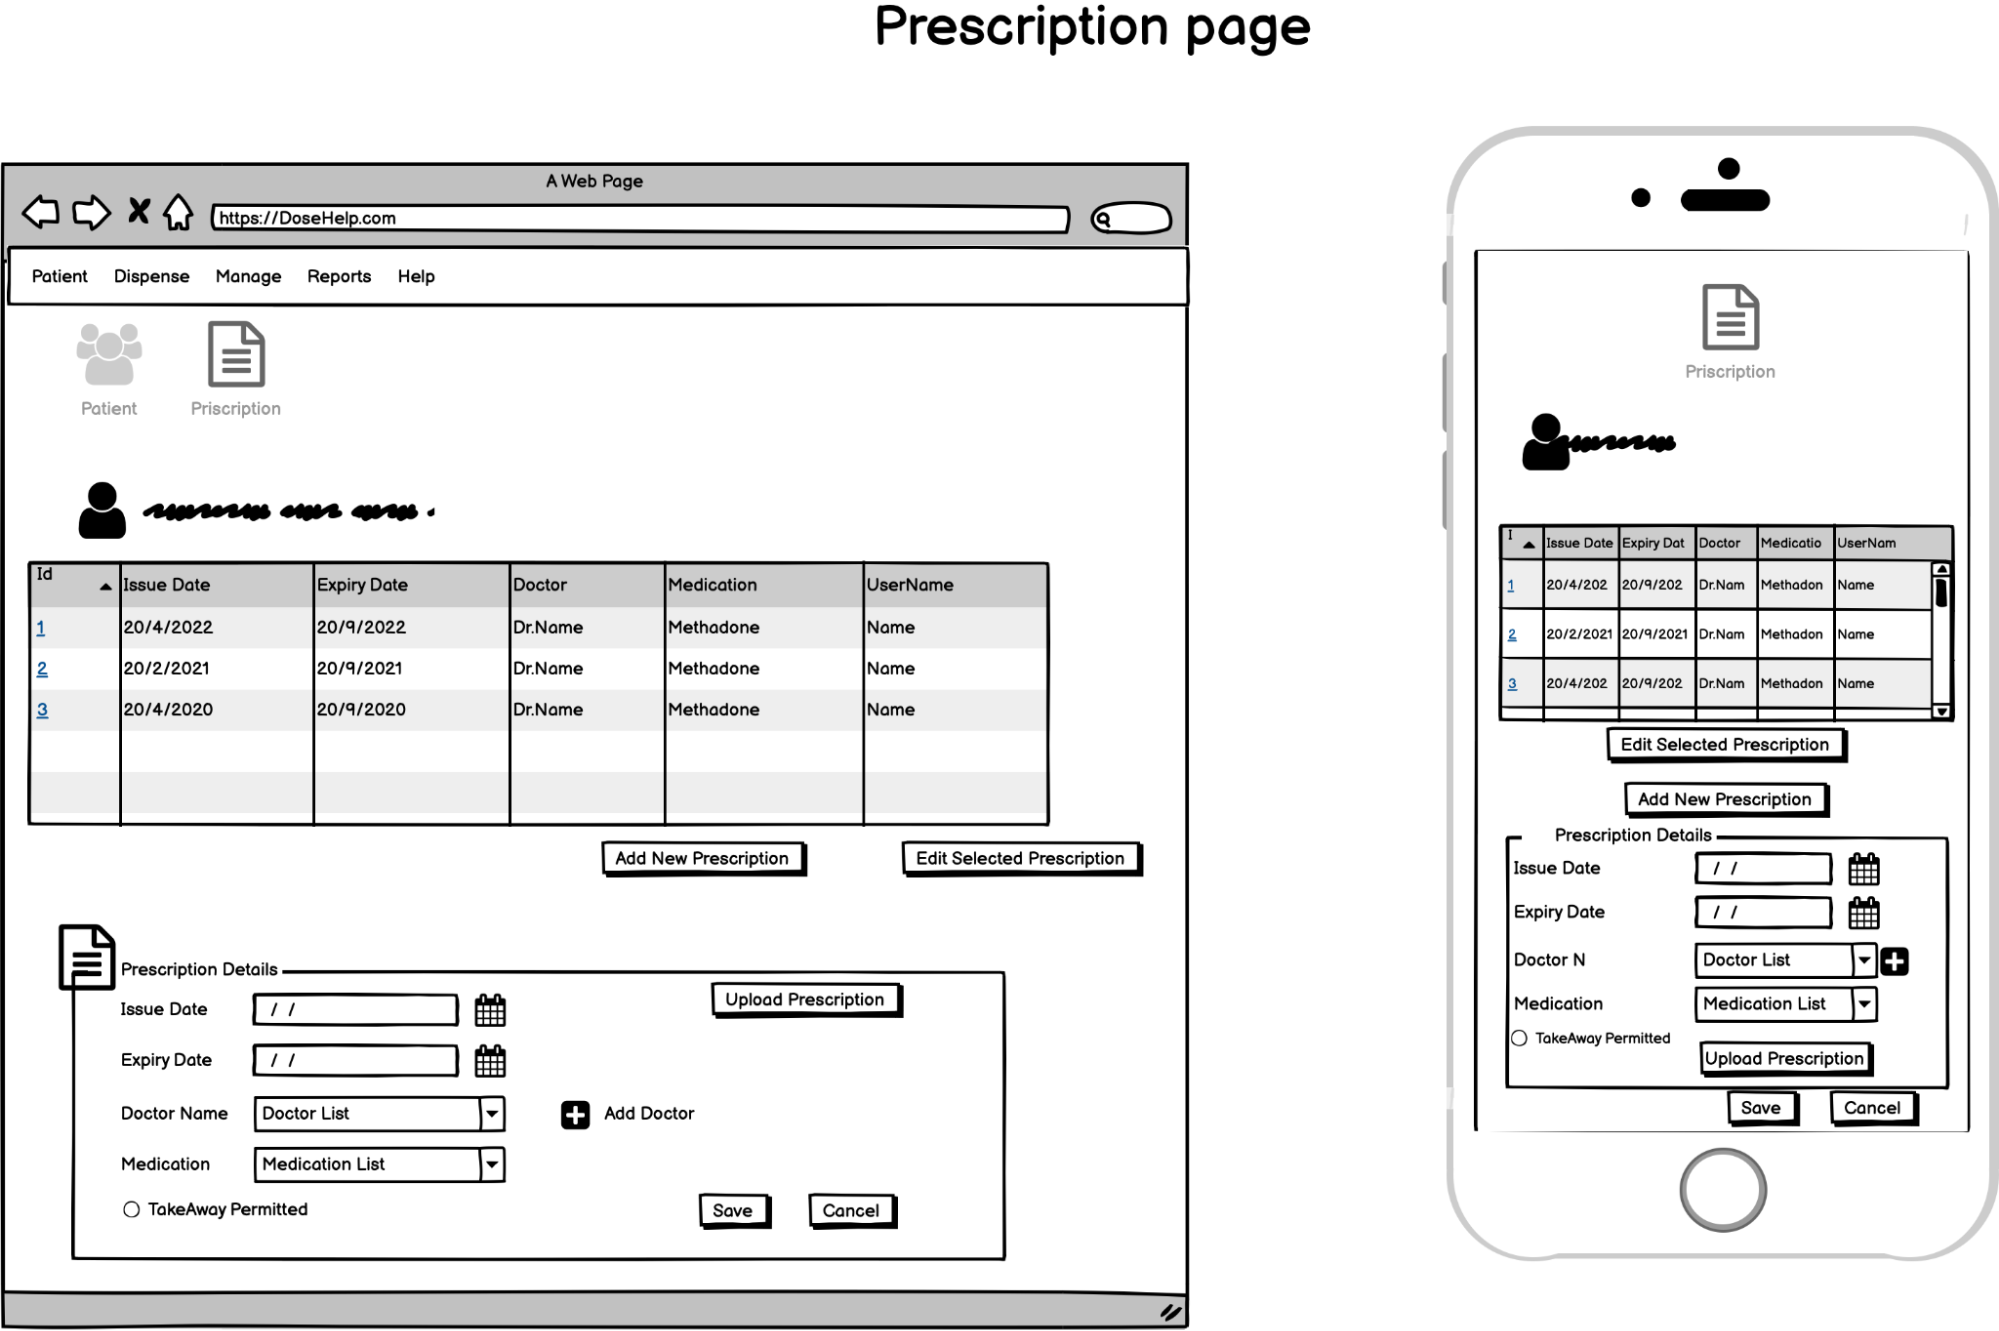 Prescription page
A Web Page
https://DoseHelp.com
Patient Dispense Manage Reports Help
Patient Priscription
Id Issue Date Expiry Date Doctor Medication UserName
1 20/4/2022 20/9/2022 Dr.Name Methadone Name
2 20/2/2021 20/9/2021 Dr.Name Methadone Name
3 20/4/2020 20/9/2020 Dr.Name Methadone Name
Add New Prescription Edit Selected Prescription
Prescription Details
Upload Prescription
Issue Date / /
Expiry Date / /
Doctor Name Doctor List Add Doctor
Medication Medication List
TakeAway Permitted
Save Cancel
Priscription
I Issue Date Expiry Dat Doctor Medicatio UserNam
1 20/4/202 20/9/202 Dr.Nam Methadon Name
2 20/2/2021 20/9/2021 Dr.Nam Methadon Name
3 20/4/202 20/9/202 Dr.Nam Methadon Name
Edit Selected Prescription
Add New Prescription
Prescription Details
Issue Date / /
Expiry Date / /
Doctor N Doctor List
Medication Medication List
TakeAway Permitted
Upload Prescription
Save Cancel